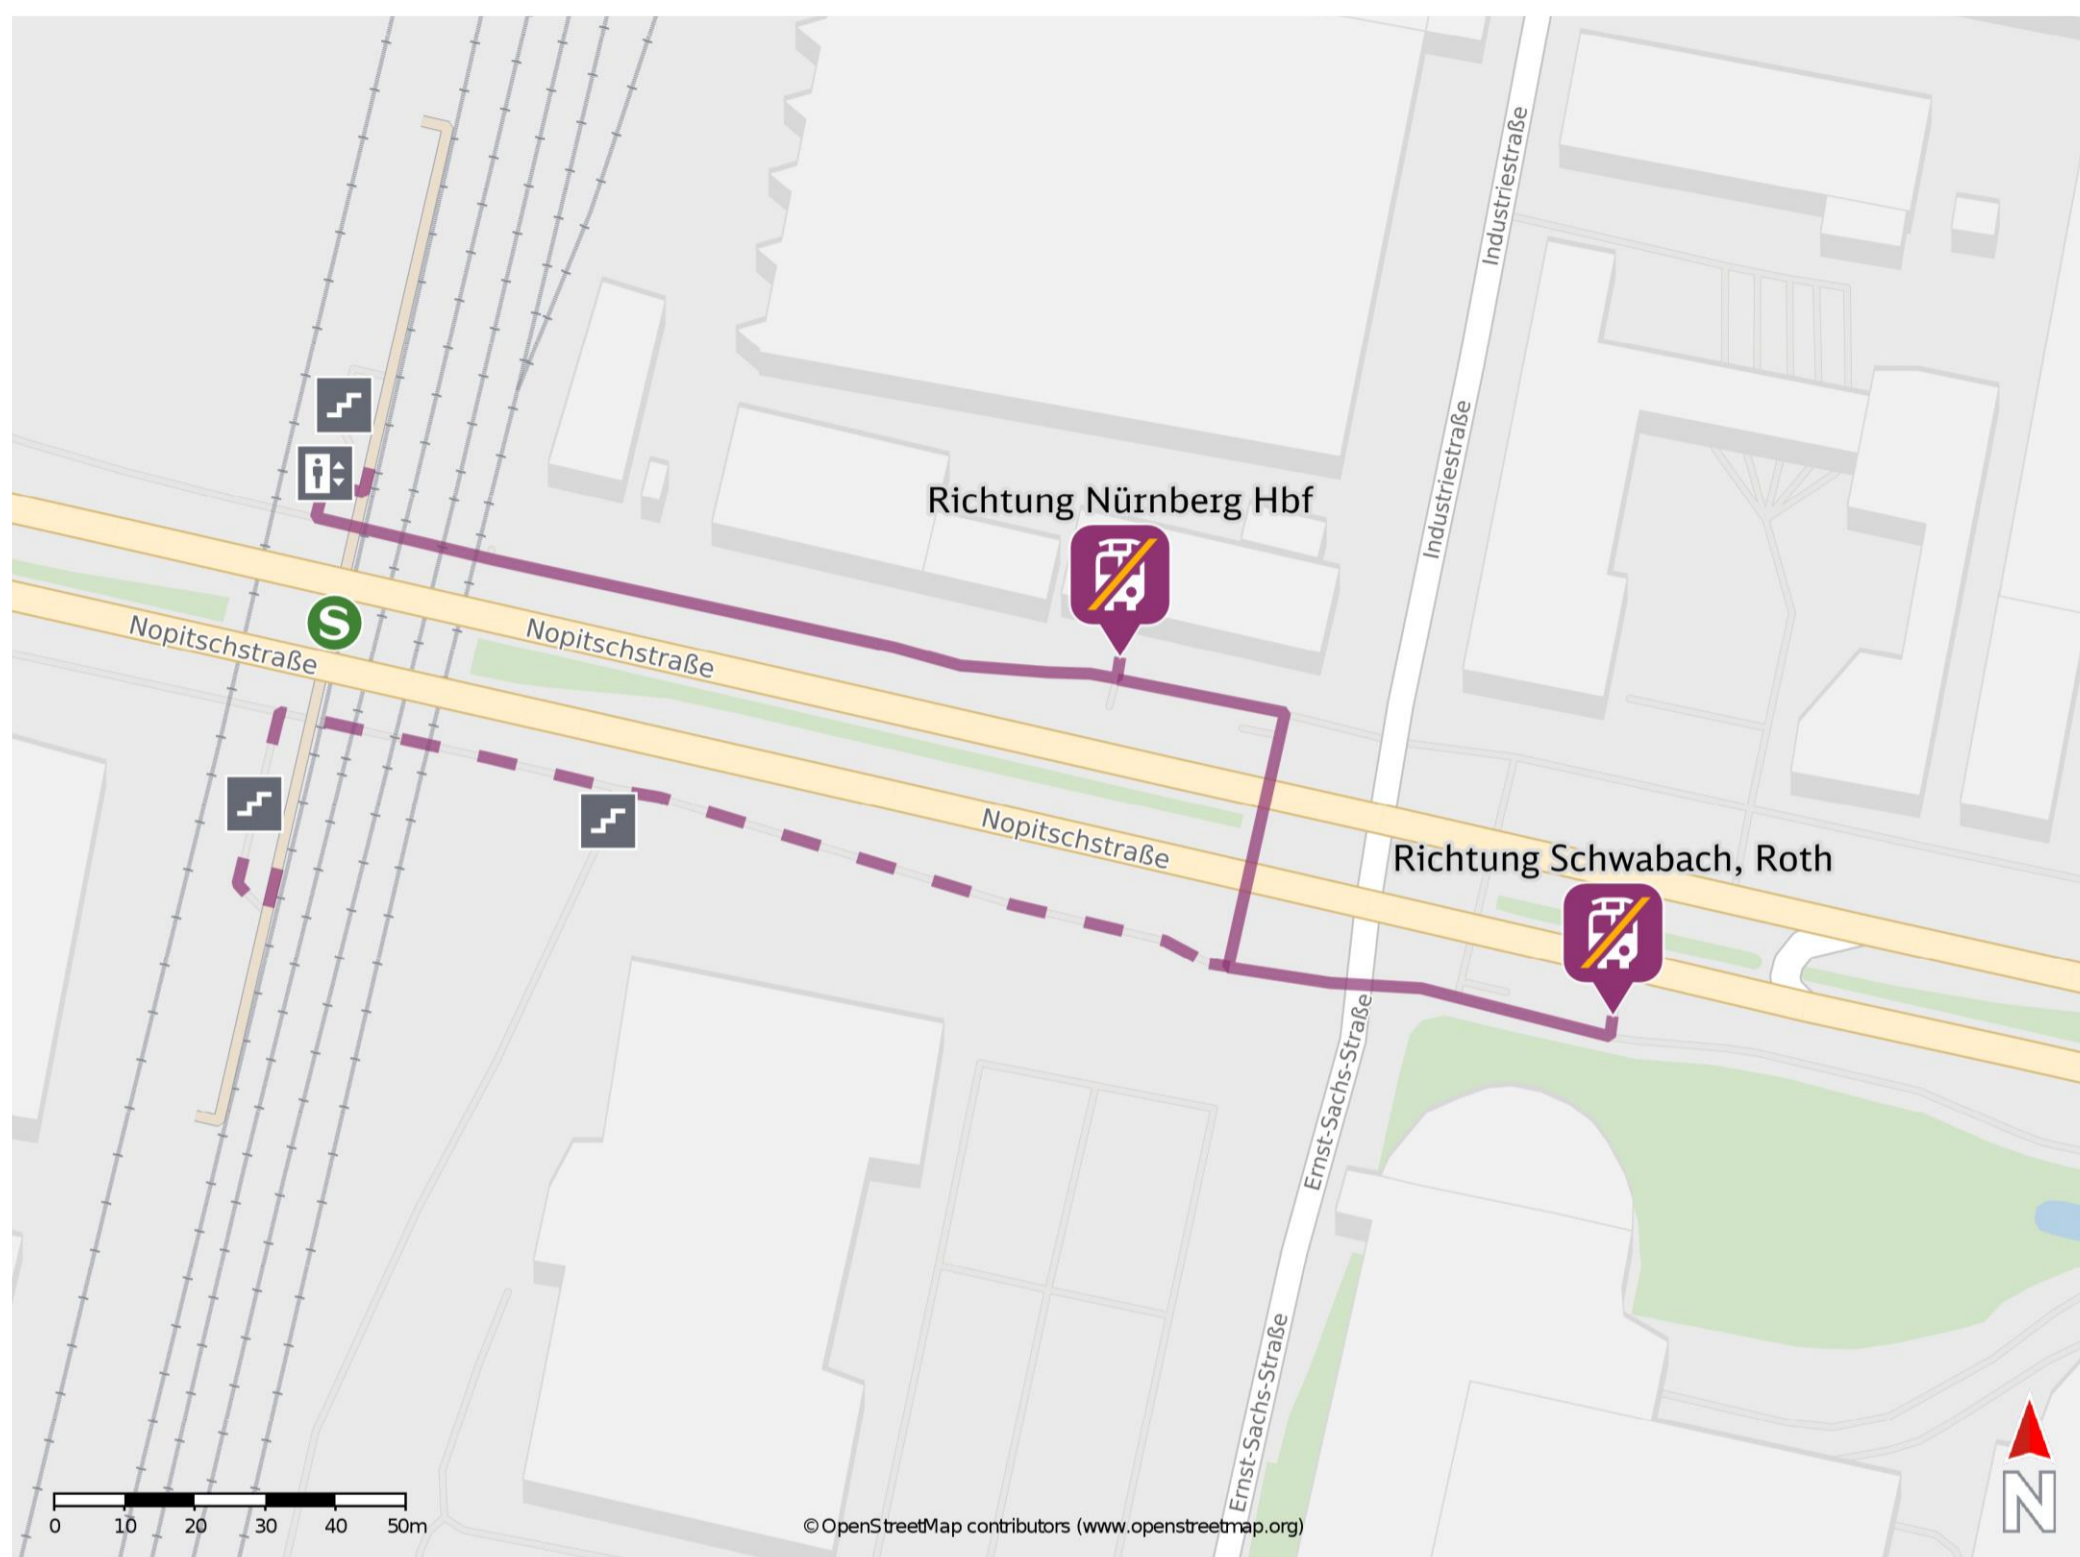 Industriestraße
Industriestraße
Richtung Nürnberg Hbf
S
Nopitschstraße
Nopitschstraße
Nopitschstraße
Richtung Schwabach, Roth
Ernst-Sachs-Straße
Ernst-Sachs-Straße
0 10 20 30 40 50m
© OpenStreetMap contributors (www.openstreetmap.org)
N